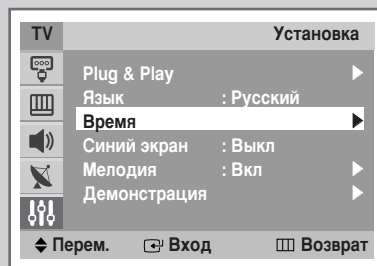 TV Установка
Plug & Play
Язык : Русский
Время
Синий экран : Выкл
Мелодия : Вкл
Демонстрация
Перем. Вход Возврат